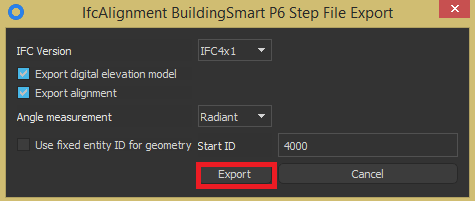 IfcAlignment BuildingSmart P6 Step File Export
IFC Version IFC4x1
Export digital elevation model
Export alignment
Angle measurement Radiant
Use fixed entity ID for geometry Start ID 4000
Export Cancel